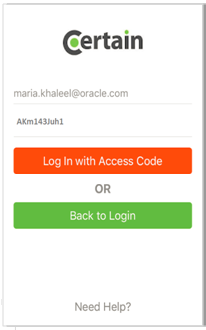 Certain
maria.khaleel@oracle.com
AKm143Juh1
Log In with Access Code
OR
Back to Login
Need Help?